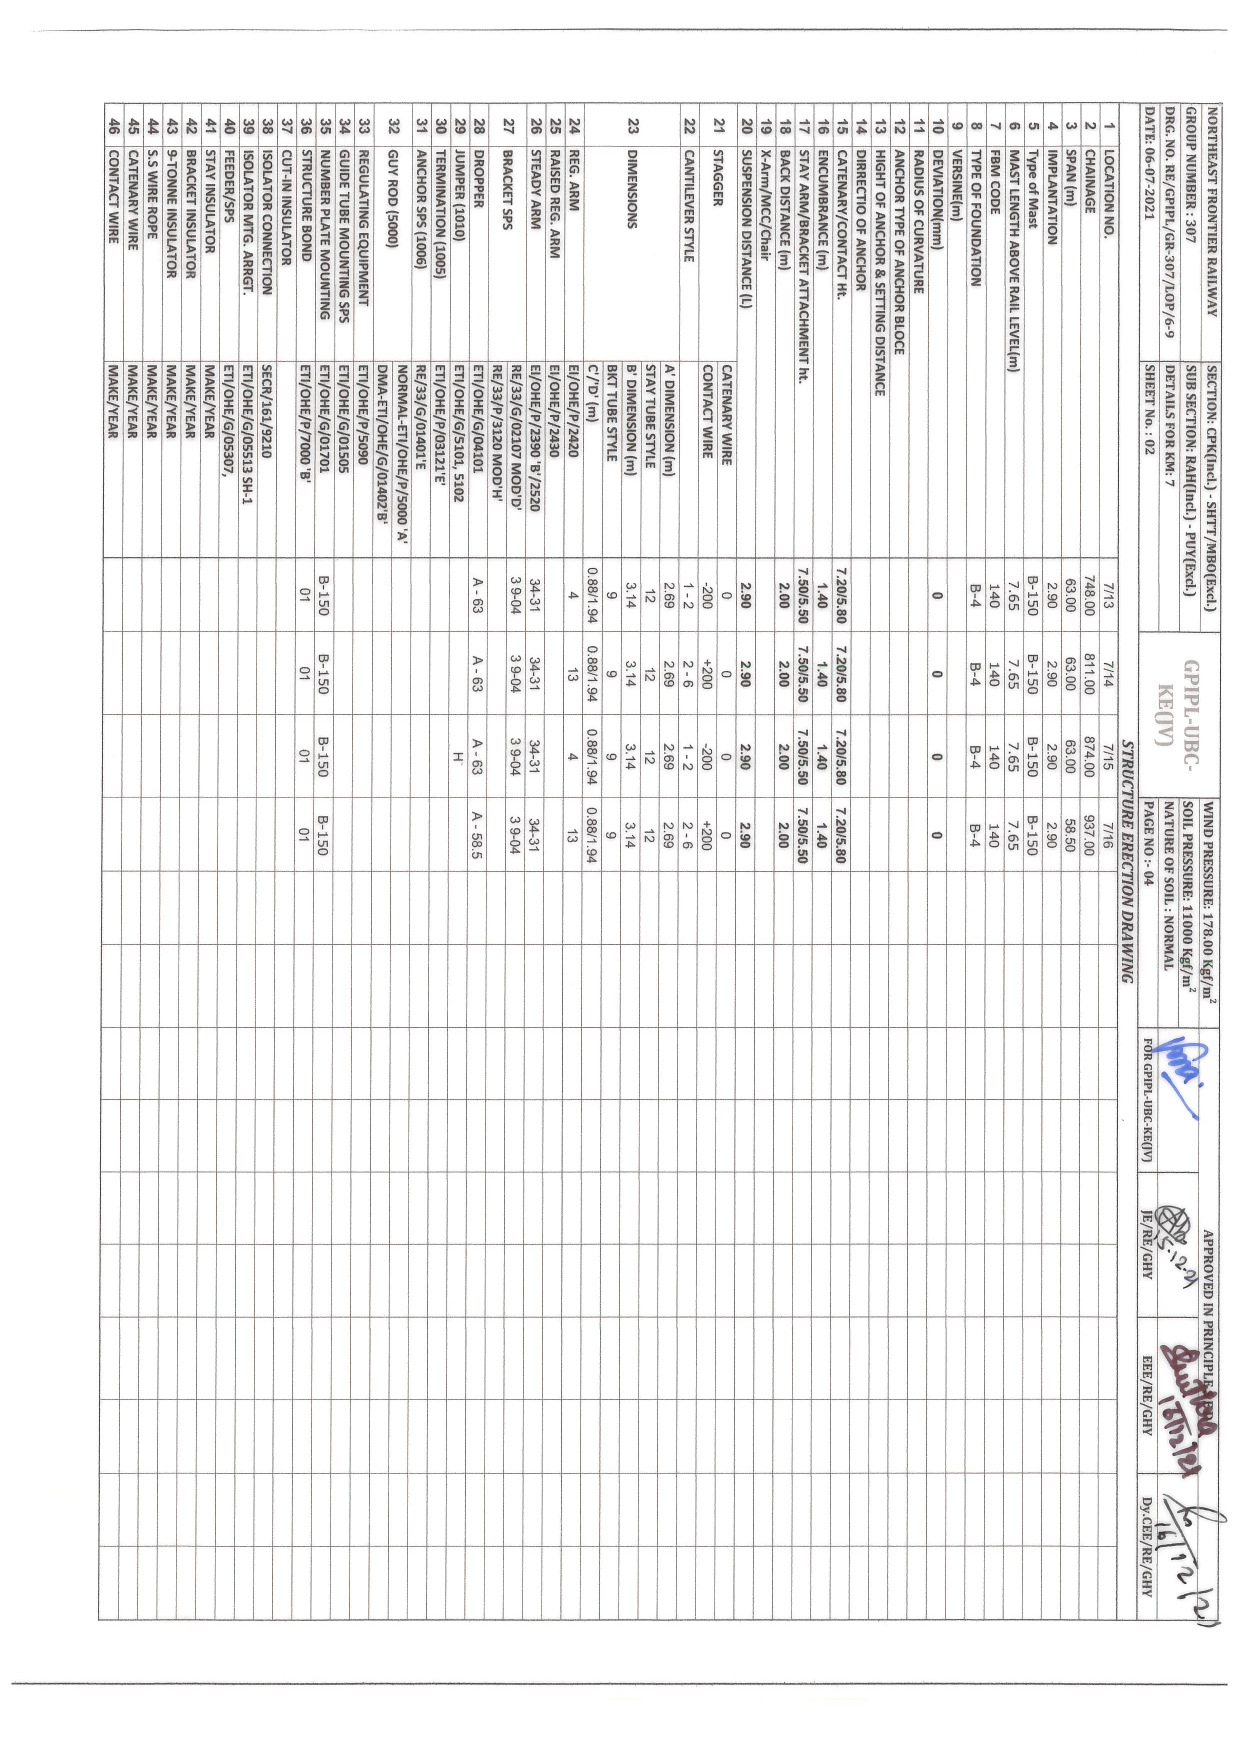 NORTHEAST FRONTIER RAILWAY SECTION: CPK(Incl.) - SHTT/MBO(Excl.) GPIPL-UBC-KE(JV) WIND PRESSURE: 178.00 Kgf/m² APPROVED IN PRINCIPLE
GROUP NUMBER : 307 SUB SECTION: RAH(Incl.) - PUY(Excl.) SOIL PRESSURE: 11000 Kgf/m²
DRG. NO. RE/GPIPL/GR-307/LOP/6-9 DETAILS FOR KM: 7 NATURE OF SOIL : NORMAL 15.12.21 16/12/21 16/12/21
DATE: 06-07-2021 SHEET No. : 02 PAGE NO :- 04 FOR GPIPL-UBC-KE(JV) JE/RE/GHY EEE/RE/GHY Dy.CEE/RE/GHY
STRUCTURE ERECTION DRAWING
1 LOCATION NO. 7/13 7/14 7/15 7/16
2 CHAINAGE 748.00 811.00 874.00 937.00
3 SPAN (m) 63.00 63.00 63.00 58.50
4 IMPLANTATION 2.90 2.90 2.90 2.90
5 Type of Mast B-150 B-150 B-150 B-150
6 MAST LENGTH ABOVE RAIL LEVEL(m) 7.65 7.65 7.65 7.65
7 FBM CODE 140 140 140 140
8 TYPE OF FOUNDATION B-4 B-4 B-4 B-4
9 VERSINE(m)
10 DEVIATION(mm) 0 0 0 0
11 RADIUS OF CURVATURE
12 ANCHOR TYPE OF ANCHOR BLOCE
13 HIGHT OF ANCHOR & SETTING DISTANCE
14 DIRRECTIO OF ANCHOR
15 CATENARY/CONTACT Ht. 7.20/5.80 7.20/5.80 7.20/5.80 7.20/5.80
16 ENCUMBRANCE (m) 1.40 1.40 1.40 1.40
17 STAY ARM/BRACKET ATTACHMENT ht. 7.50/5.50 7.50/5.50 7.50/5.50 7.50/5.50
18 BACK DISTANCE (m) 2.00 2.00 2.00 2.00
19 X-Arm/MCC/Chair
20 SUSPENSION DISTANCE (L) 2.90 2.90 2.90 2.90
21 STAGGER CATENARY WIRE 0 0 0 0
CONTACT WIRE -200 +200 -200 +200
22 CANTILEVER STYLE 1 - 2 2 - 6 1 - 2 2 - 6
23 DIMENSIONS A' DIMENSION (m) 2.69 2.69 2.69 2.69
STAY TUBE STYLE 12 12 12 12
B' DIMENSION (m) 3.14 3.14 3.14 3.14
BKT TUBE STYLE 9 9 9 9
C'/'D' (m) 0.88/1.94 0.88/1.94 0.88/1.94 0.88/1.94
24 REG. ARM EI/OHE/P/2420 4 13 4 13
25 RAISED REG. ARM EI/OHE/P/2430
26 STEADY ARM EI/OHE/P/2390 'B'/2520 34-31 34-31 34-31 34-31
27 BRACKET SPS RE/33/G/02107 MOD'D' 3 9-04 3 9-04 3 9-04 3 9-04
RE/33/P/3120 MOD'H'
28 DROPPER ETI/OHE/G/04101 A - 63 A - 63 A - 63 A - 58.5
29 JUMPER (1010) ETI/OHE/G/5101, 5102 H'
30 TERMINATION (1005) ETI/OHE/P/03121'E'
31 ANCHOR SPS (1006) RE/33/G/01401'E
32 GUY ROD (5000) NORMAL-ETI/OHE/P/5000 'A'
DMA-ETI/OHE/G/01402'B'
33 REGULATING EQUIPMENT ETI/OHE/P/5090
34 GUIDE TUBE MOUNTING SPS ETI/OHE/G/01505
35 NUMBER PLATE MOUNTING ETI/OHE/G/01701 B-150 B-150 B-150 B-150
36 STRUCTURE BOND ETI/OHE/P/7000 'B' 01 01 01 01
37 CUT-IN INSULATOR
38 ISOLATOR CONNECTION SECR/161/9210
39 ISOLATOR MTG. ARRGT. ETI/OHE/G/05513 SH-1
40 FEEDER/SPS ETI/OHE/G/05307,
41 STAY INSULATOR MAKE/YEAR
42 BRACKET INSULATOR MAKE/YEAR
43 9-TONNE INSULATOR MAKE/YEAR
44 S.S WIRE ROPE MAKE/YEAR
45 CATENARY WIRE MAKE/YEAR
46 CONTACT WIRE MAKE/YEAR